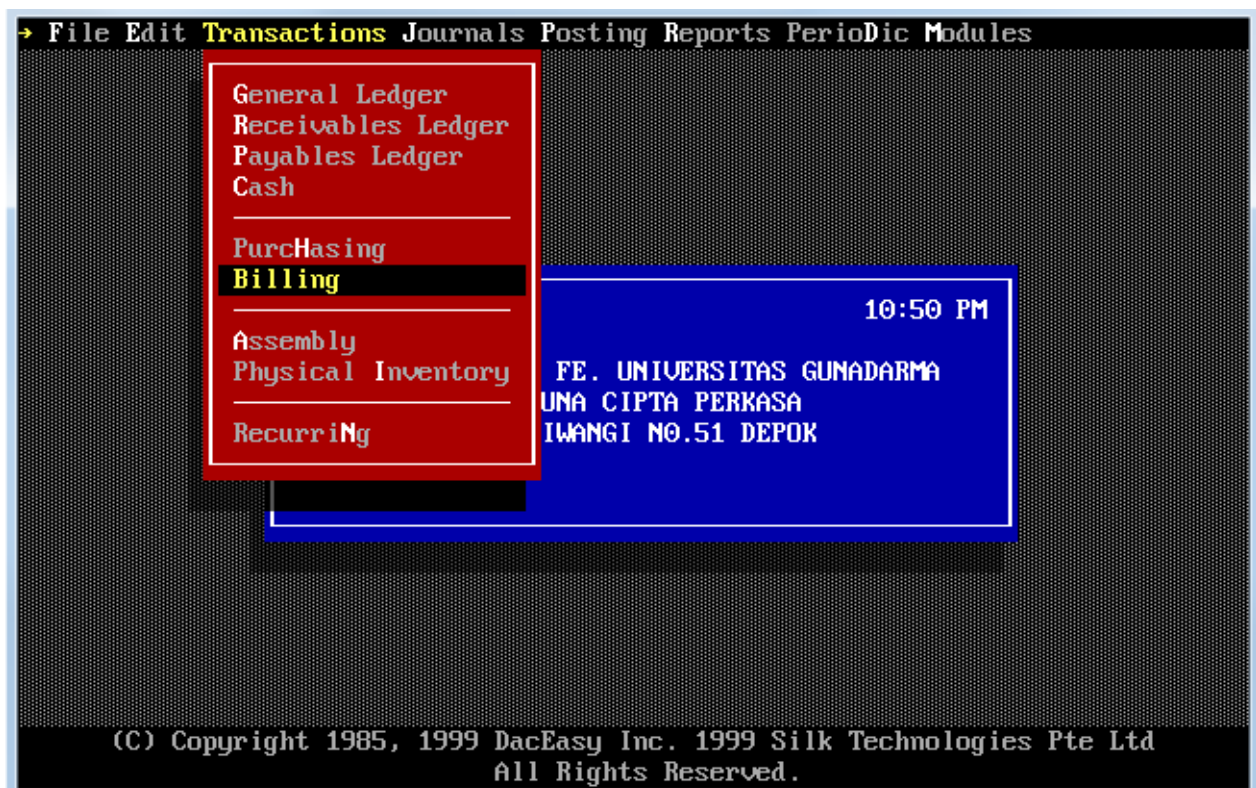 → File Edit Transactions Journals Posting Reports PerioDic Modules
General Ledger
Receivables Ledger
Payables Ledger
Cash
PurcHasing
Billing
Assembly
Physical Inventory
RecurriNg
10:50 PM
FE. UNIVERSITAS GUNADARMA
UNA CIPTA PERKASA
IWANGI N0.51 DEPOK
(C) Copyright 1985, 1999 DacEasy Inc. 1999 Silk Technologies Pte Ltd
All Rights Reserved.